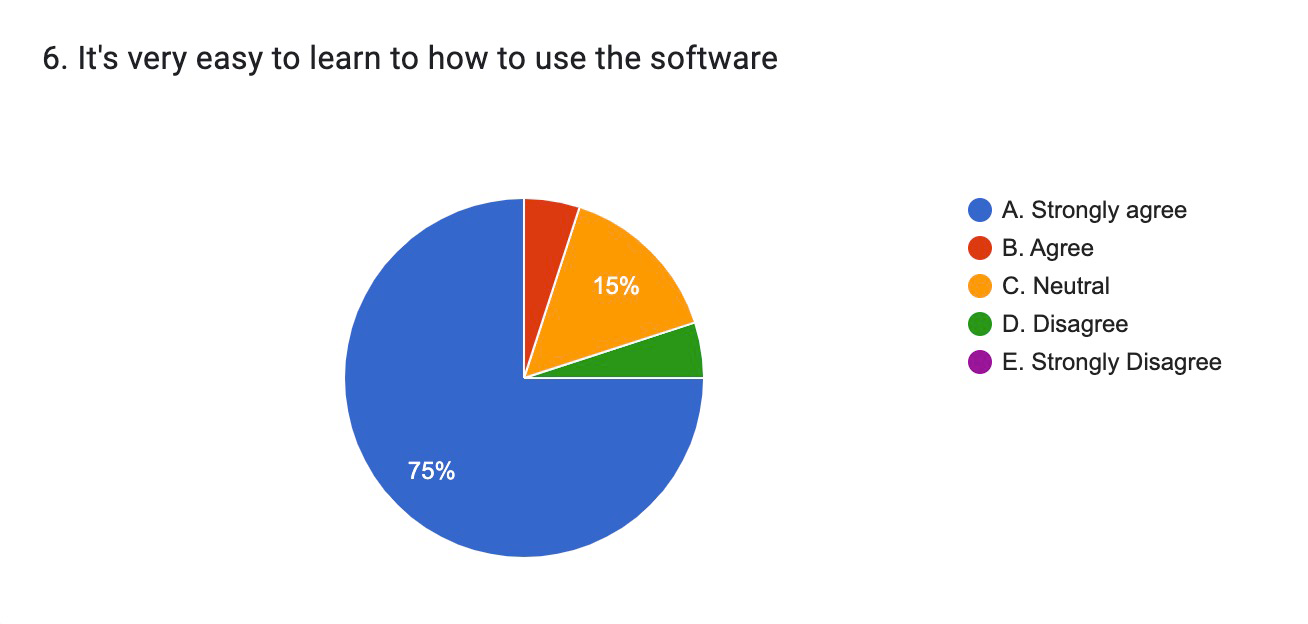 6. It's very easy to learn to how to use the software
A. Strongly agree
B. Agree
C. Neutral
D. Disagree
E. Strongly Disagree
15%
75%